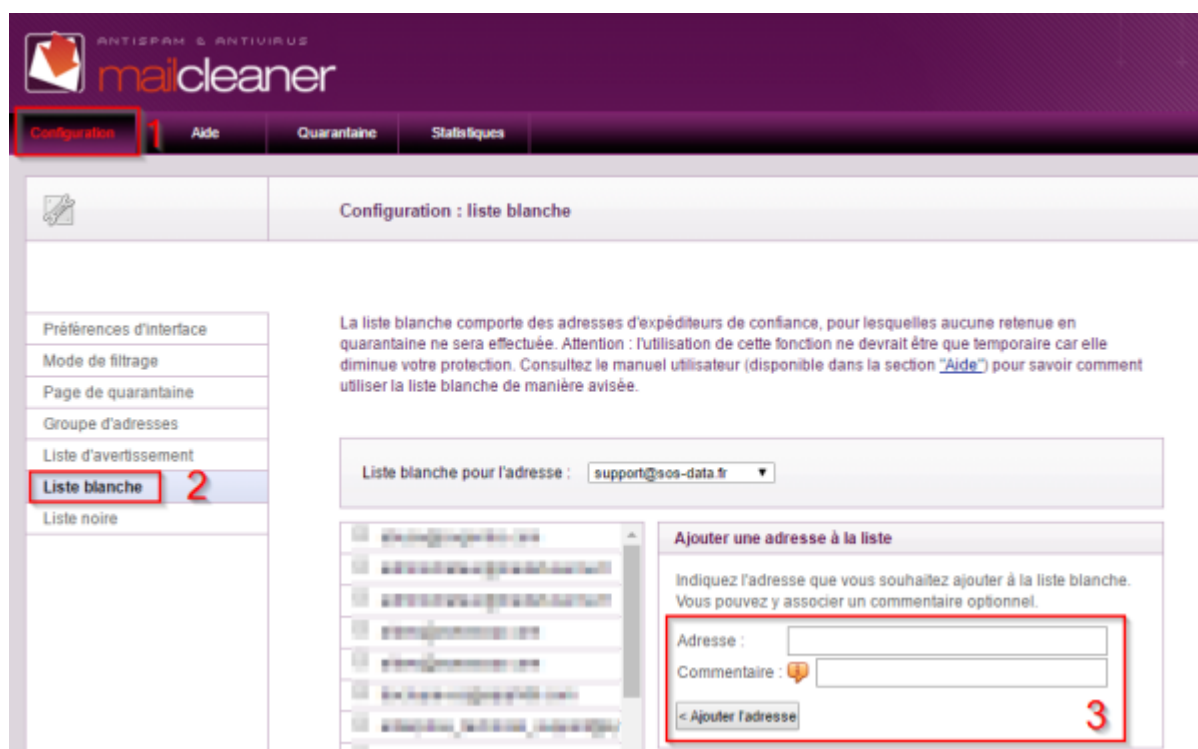 ANTISPAM & ANTIVIRUS
mailcleaner
Configuration 1 Aide Quarantaine Statistiques
Configuration : liste blanche
Préférences d'interface
Mode de filtrage
Page de quarantaine
Groupe d'adresses
Liste d'avertissement
Liste blanche 2
Liste noire
La liste blanche comporte des adresses d'expéditeurs de confiance, pour lesquelles aucune retenue en
quarantaine ne sera effectuée. Attention : l'utilisation de cette fonction ne devrait être que temporaire car elle
diminue votre protection. Consultez le manuel utilisateur (disponible dans la section "Aide") pour savoir comment
utiliser la liste blanche de manière avisée.
Liste blanche pour l'adresse : support@sos-data.fr
Ajouter une adresse à la liste
Indiquez l'adresse que vous souhaitez ajouter à la liste blanche.
Vous pouvez y associer un commentaire optionnel.
Adresse :
Commentaire :
< Ajouter l'adresse
3